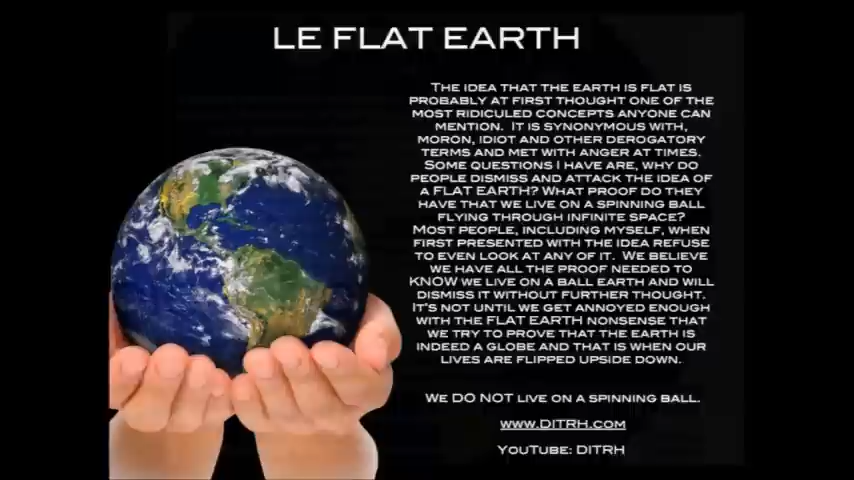 LE FLAT EARTH
THE IDEA THAT THE EARTH IS FLAT IS
PROBABLY AT FIRST THOUGHT ONE OF THE
MOST RIDICULED CONCEPTS ANYONE CAN
MENTION. IT IS SYNONYMOUS WITH,
MORON, IDIOT AND OTHER DEROGATORY
TERMS AND MET WITH ANGER AT TIMES.
SOME QUESTIONS I HAVE ARE, WHY DO
PEOPLE DISMISS AND ATTACK THE IDEA OF
A FLAT EARTH? WHAT PROOF DO THEY
HAVE THAT WE LIVE ON A SPINNING BALL
FLYING THROUGH INFINITE SPACE?
MOST PEOPLE, INCLUDING MYSELF, WHEN
FIRST PRESENTED WITH THE IDEA REFUSE
TO EVEN LOOK AT ANY OF IT. WE BELIEVE
WE HAVE ALL THE PROOF NEEDED TO
KNOW WE LIVE ON A BALL EARTH AND WILL
DISMISS IT WITHOUT FURTHER THOUGHT.
IT'S NOT UNTIL WE GET ANNOYED ENOUGH
WITH THE FLAT EARTH NONSENSE THAT
WE TRY TO PROVE THAT THE EARTH IS
INDEED A GLOBE AND THAT IS WHEN OUR
LIVES ARE FLIPPED UPSIDE DOWN.
WE DO NOT LIVE ON A SPINNING BALL.
WWW.DITRH.COM
YOUTUBE: DITRH